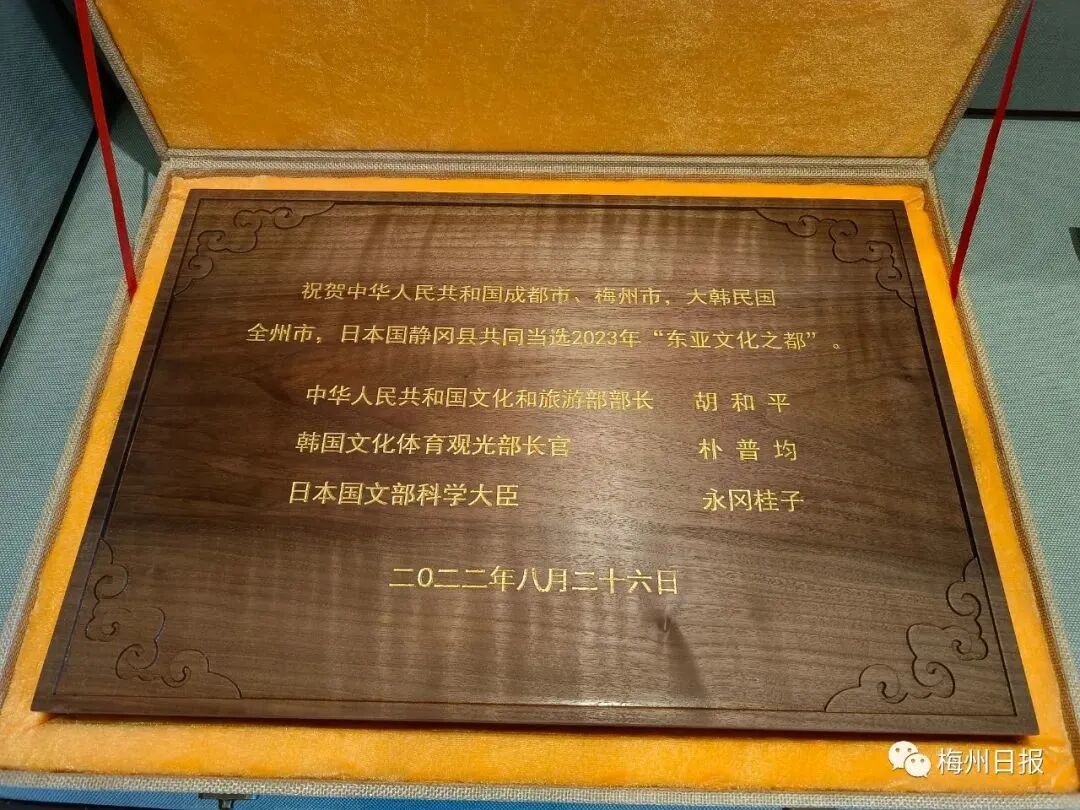 祝贺中华人民共和国成都市、梅州市，大韩民国
全州市，日本国静冈县共同当选2023年“东亚文化之都”。
中华人民共和国文化和旅游部部长 胡和平
韩国文化体育观光部长官 朴普均
日本国文部科学大臣 永冈桂子
二〇二二年八月二十六日
梅州日报